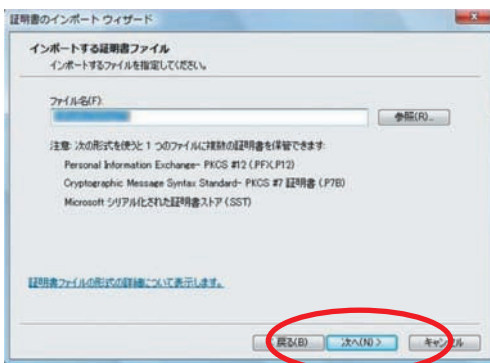 証明書のインポート ウィザード
インポートする証明書ファイル
インポートするファイルを指定してください。
ファイル名(F):
参照(R)...
注意: 次の形式を使うと 1 つのファイルに複数の証明書を保管できます:
Personal Information Exchange- PKCS #12 (.PFX,.P12)
Cryptographic Message Syntax Standard- PKCS #7 証明書 (.P7B)
Microsoft シリアル化された証明書ストア (.SST)
証明書ファイルの形式の詳細について表示します。
< 戻る(B) 次へ(N) > キャンセル